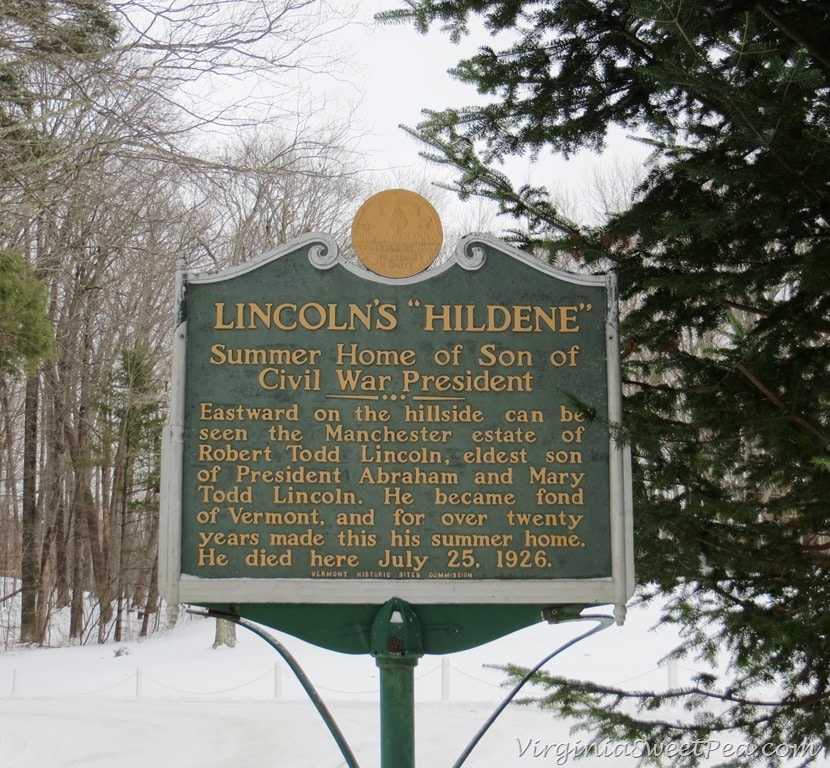 LINCOLN'S "HILDENE"
Summer Home of Son of
Civil War President
Eastward on the hillside can be
seen the Manchester estate of
Robert Todd Lincoln, eldest son
of President Abraham and Mary
Todd Lincoln. He became fond
of Vermont, and for over twenty
years made this his summer home.
He died here July 25, 1926.
VERMONT HISTORIC SITES COMMISSION
VirginiaSweetPea.com